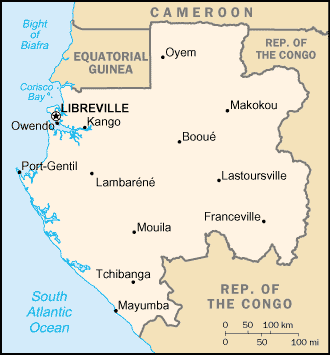 CAMEROON
Bight of
Biafra
EQUATORIAL
GUINEA
Oyem
REP. OF
THE CONGO
Corisco
Bay
LIBREVILLE
Owendo
Kango
Makokou
Booué
Port-Gentil
Lambaréné
Lastoursville
Mouila
Franceville
Tchibanga
Mayumba
South
Atlantic
Ocean
REP. OF
THE CONGO
0 50 100 km
0 50 100 mi